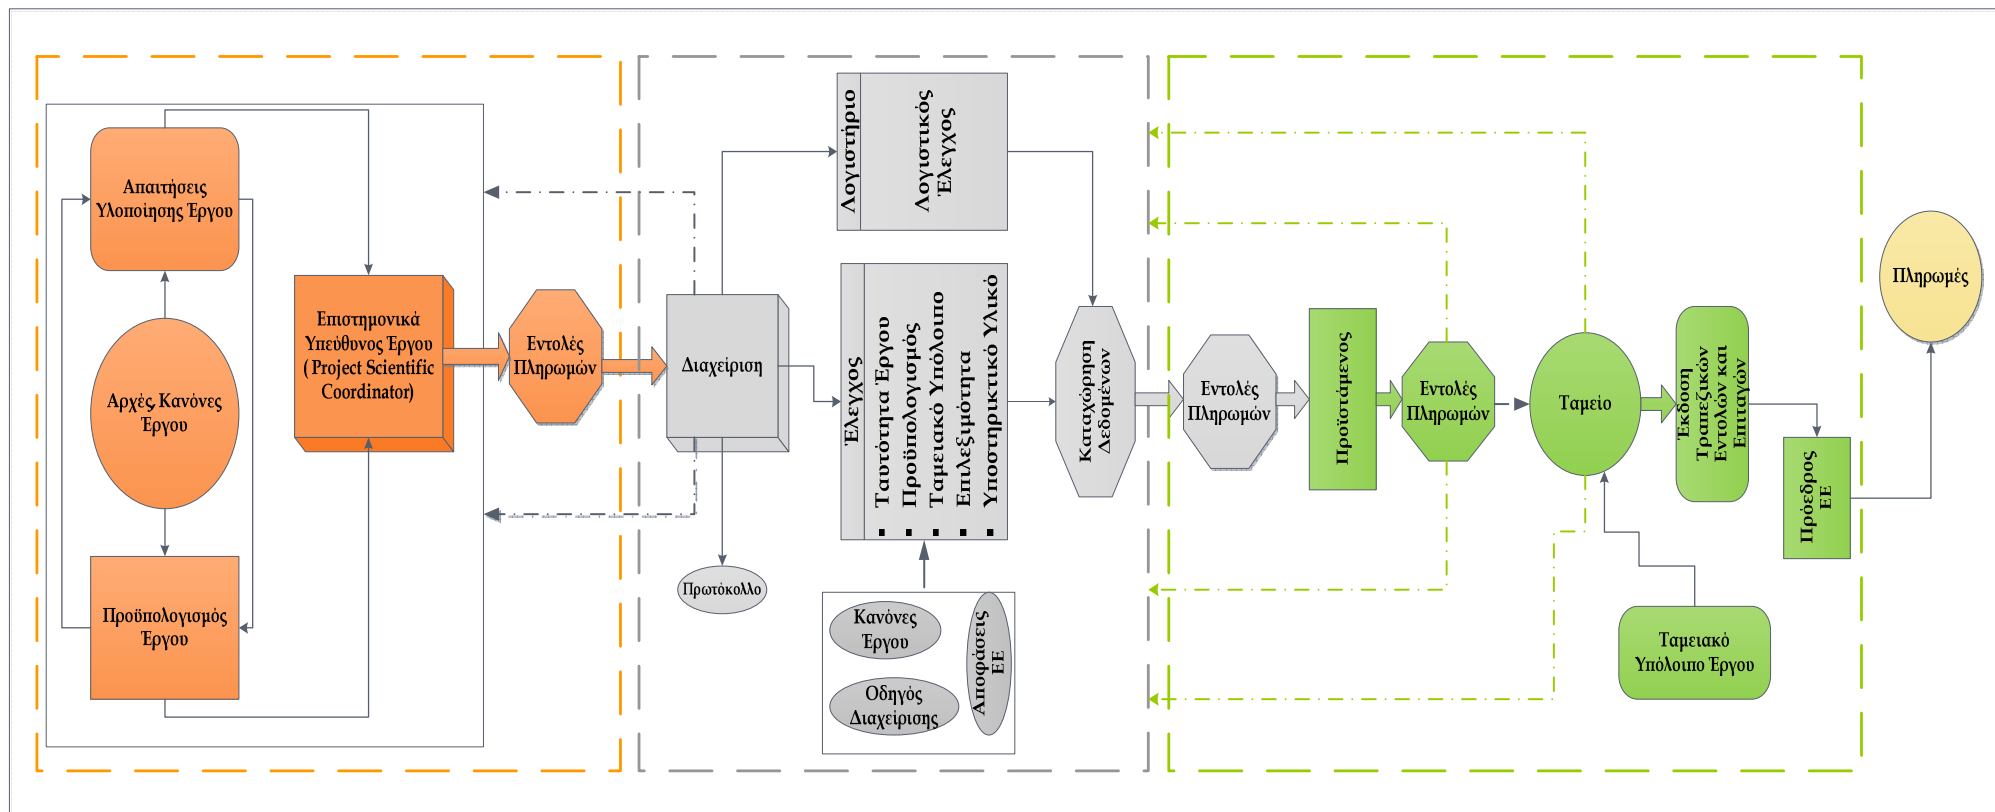 Απαιτήσεις
Υλοποίησης Έργου
Αρχές, Κανόνες
Έργου
Προϋπολογισμός
Έργου
Επιστημονικά
Υπεύθυνος Έργου
( Project Scientific
Coordinator)
Εντολές
Πληρωμών
Διαχείριση
Πρωτόκολλο
Λογιστήριο
Λογιστικός
Έλεγχος
Έλεγχος
▪ Ταυτότητα Έργου
▪ Προϋπολογισμός
▪ Ταμειακό Υπόλοιπο
▪ Επιλεξιμότητα
▪ Υποστηρικτικό Υλικό
Κανόνες
Έργου
Οδηγός
Διαχείρισης
Αποφάσεις
ΕΕ
Καταχώρηση
Δεδομένων
Εντολές
Πληρωμών
Προϊστάμενος
Εντολές
Πληρωμών
Ταμείο
Ταμειακό
Υπόλοιπο Έργου
Έκδοση
Τραπεζικών
Εντολών και
Επιταγών
Πρόεδρος
ΕΕ
Πληρωμές